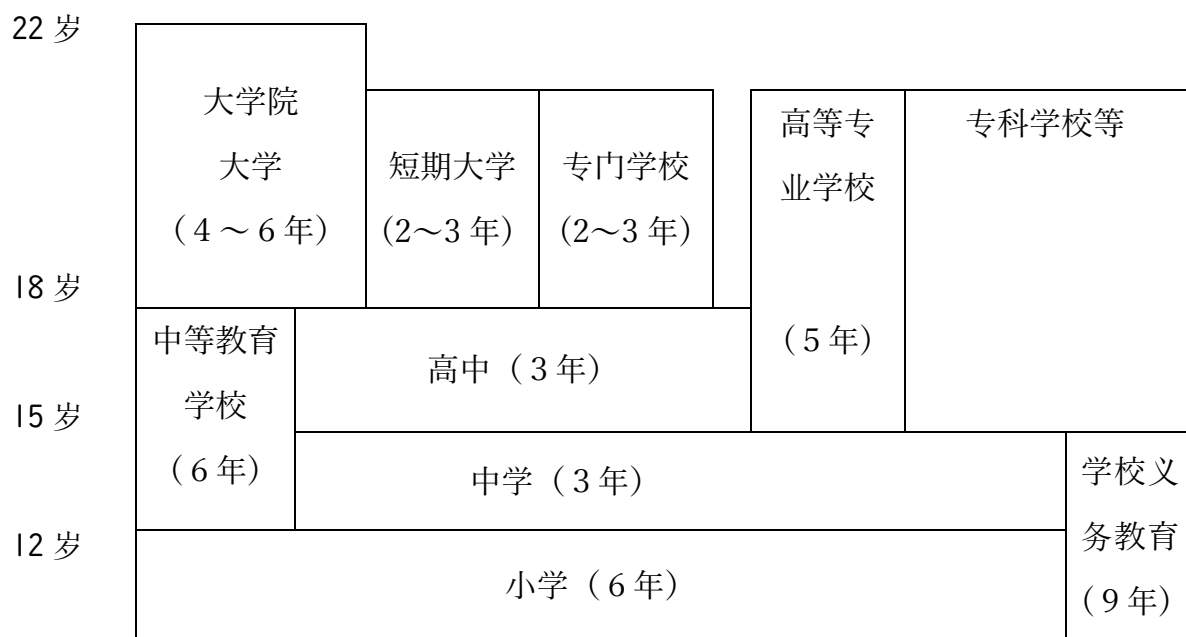 22 岁
大学院
大学
（4～6年）
短期大学
(2～3 年)
专门学校
(2～3 年)
高等专
业学校
（5年）
专科学校等
18 岁
中等教育
学校
（6年）
高中（3年）
15 岁
中学（3年）
学校义
务教育
（9年）
12 岁
小学（6年）